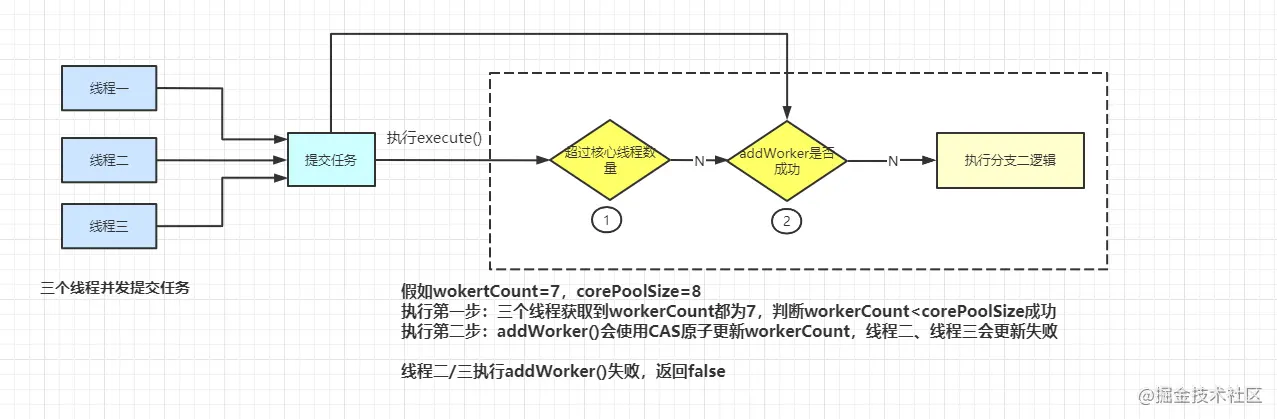 线程一
线程二
线程三
提交任务
执行execute()
超过核心线程数
量
N
addWorker是否
成功
N
执行分支二逻辑
1
2
三个线程并发提交任务
假如wokertCount=7，corePoolSize=8
执行第一步：三个线程获取到workerCount都为7，判断workerCount<corePoolSize成功
执行第二步：addWorker()会使用CAS原子更新workerCount，线程二、线程三会更新失败
线程二/三执行addWorker()失败，返回false
@掘金技术社区